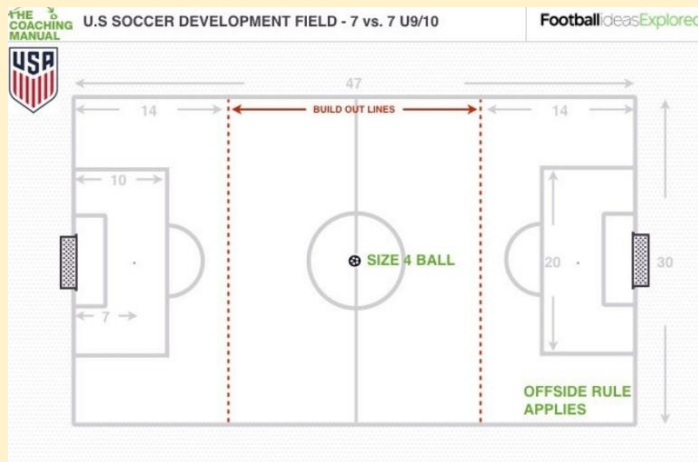 THE
COACHING
MANUAL
U.S SOCCER DEVELOPMENT FIELD - 7 vs. 7 U9/10
FootballIdeasExplored
USA
47
14
BUILD OUT LINES
14
10
SIZE 4 BALL
20
30
7
OFFSIDE RULE
APPLIES